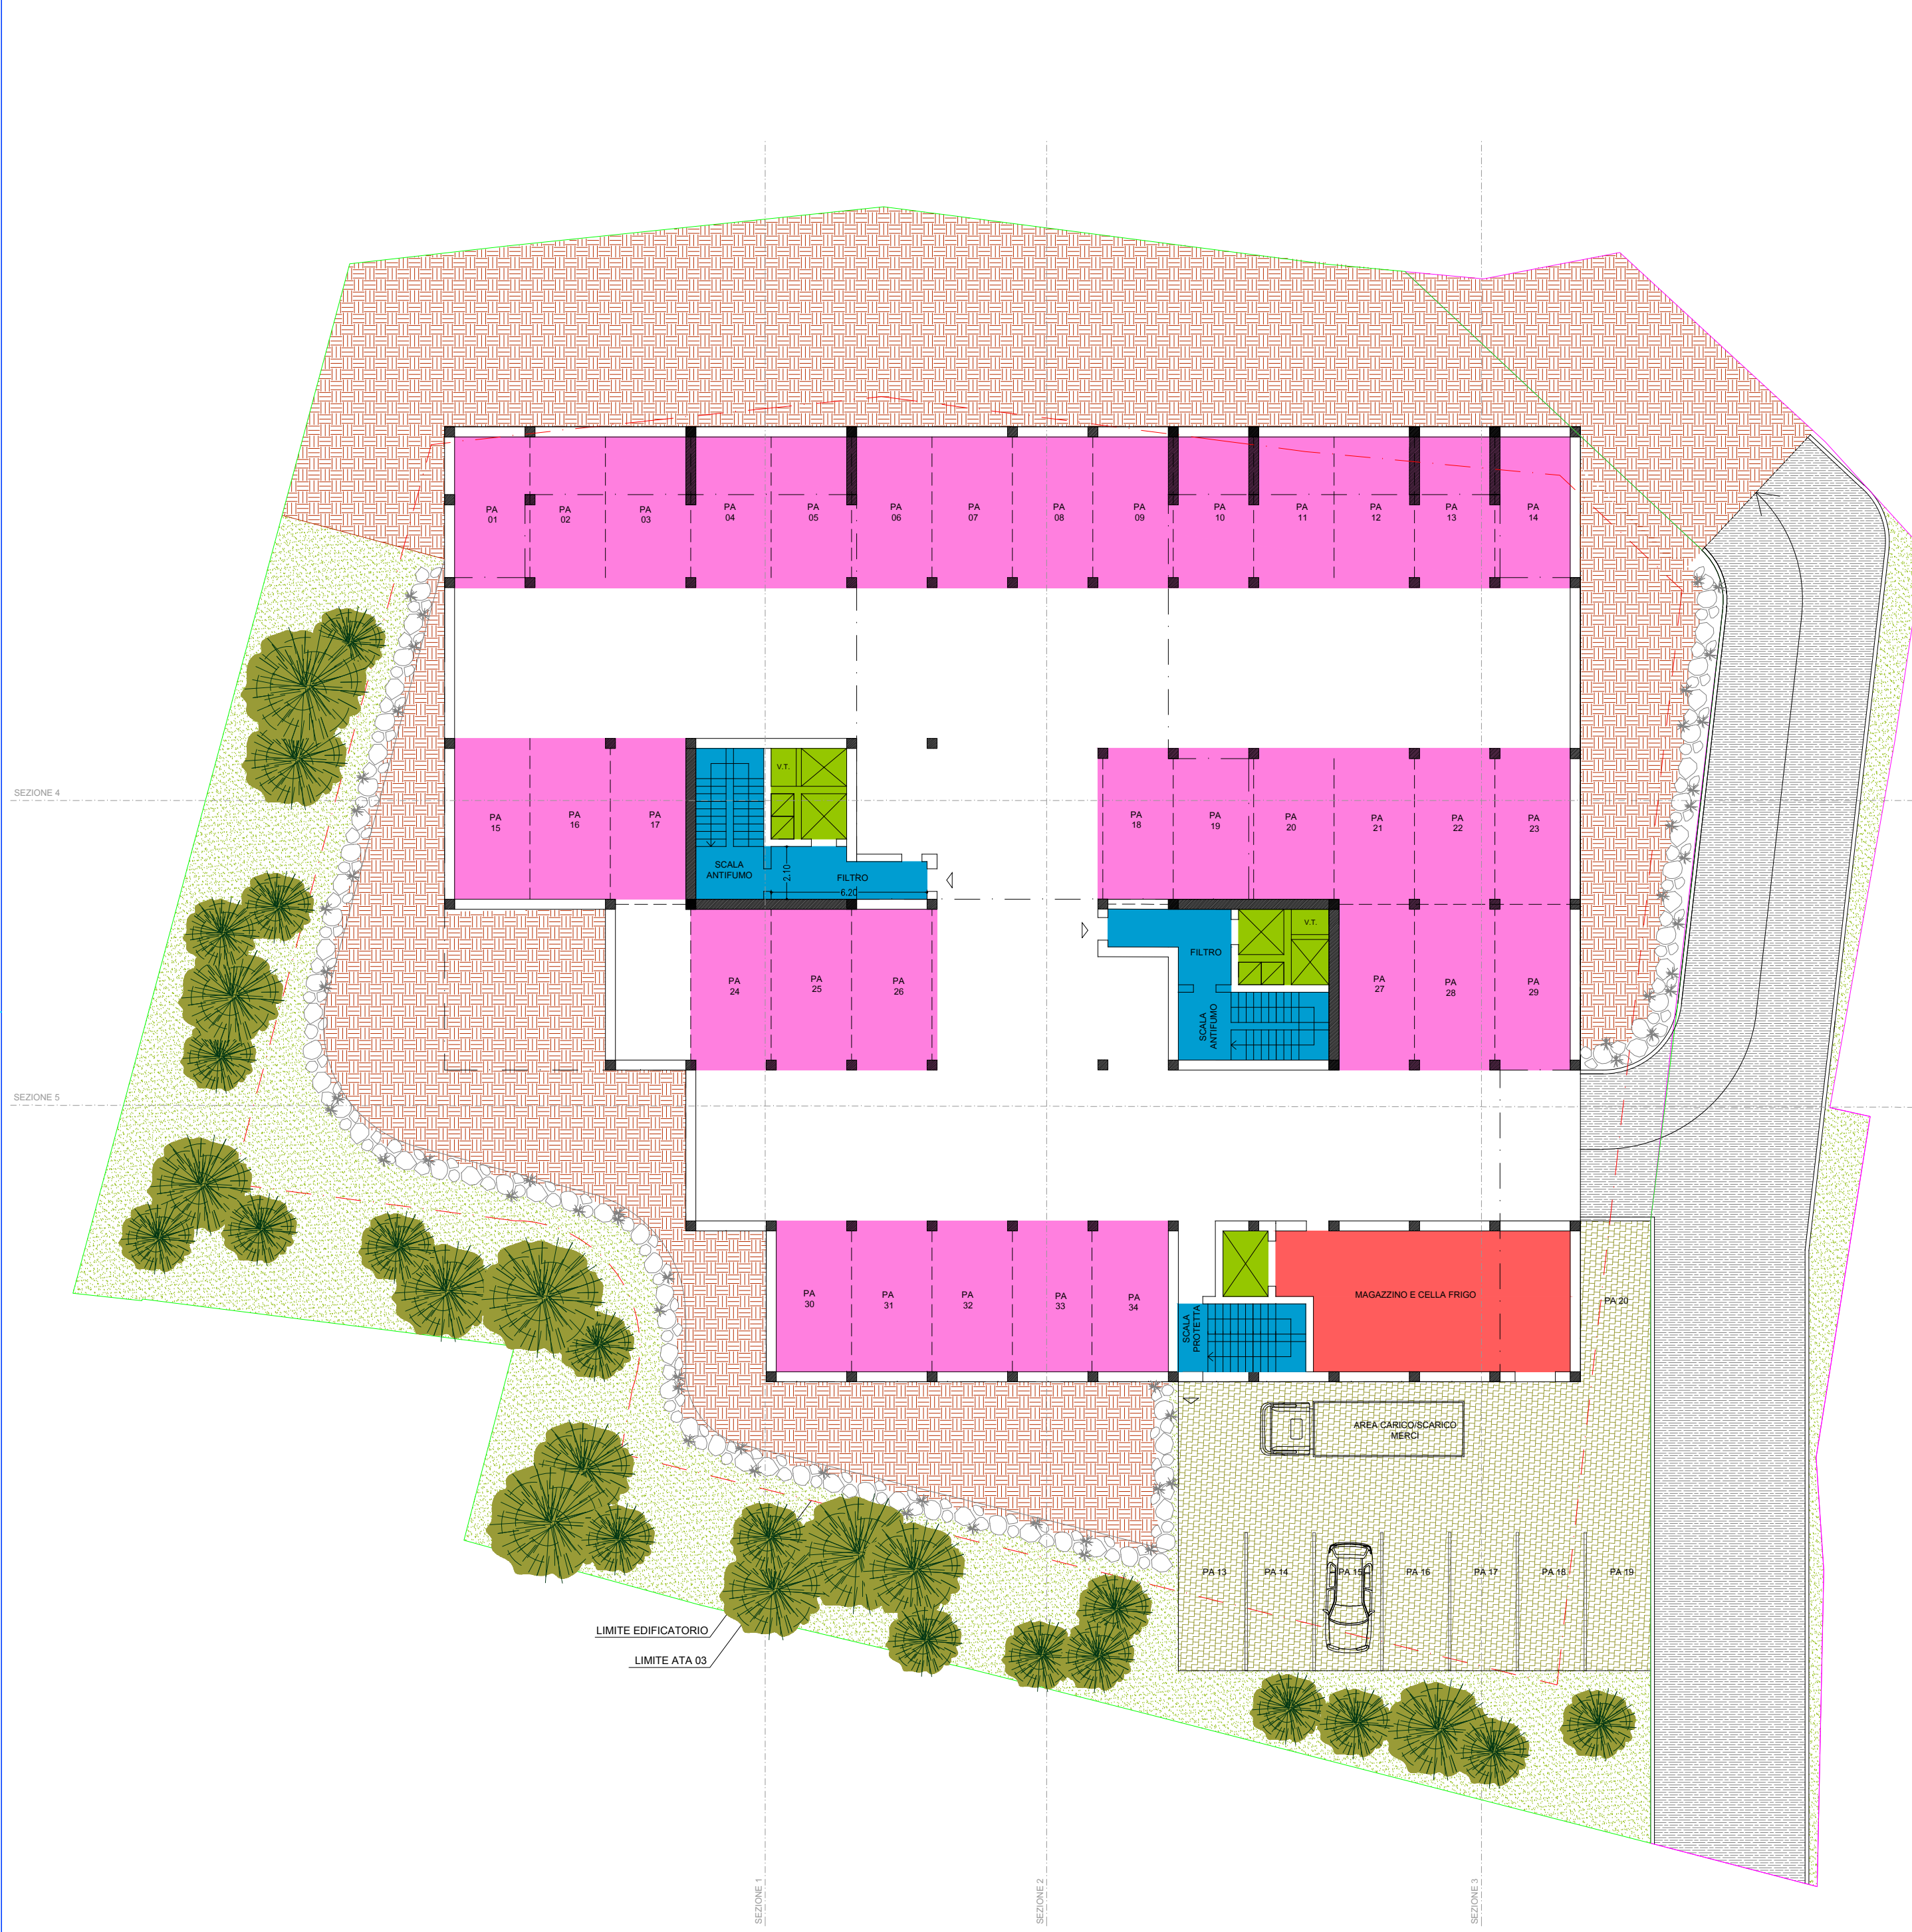 PA
01
PA
02
PA
03
PA
04
PA
05
PA
06
PA
07
PA
08
PA
09
PA
10
PA
11
PA
12
PA
13
PA
14
V.T.
SEZIONE 4
PA
15
PA
16
PA
17
PA
18
PA
19
PA
20
PA
21
PA
22
PA
23
SCALA
ANTIFUMO
2.10
FILTRO
6.20
V.T.
FILTRO
PA
24
PA
25
PA
26
PA
27
PA
28
PA
29
SCALA
ANTIFUMO
SEZIONE 5
PA
30
PA
31
PA
32
PA
33
PA
34
SCALA
PROTETTA
MAGAZZINO E CELLA FRIGO
PA 20
AREA CARICO/SCARICO
MERCI
PA 13
PA 14
PA 15
PA 16
PA 17
PA 18
PA 19
LIMITE EDIFICATORIO
LIMITE ATA 03
SEZIONE 1
SEZIONE 2
SEZIONE 3